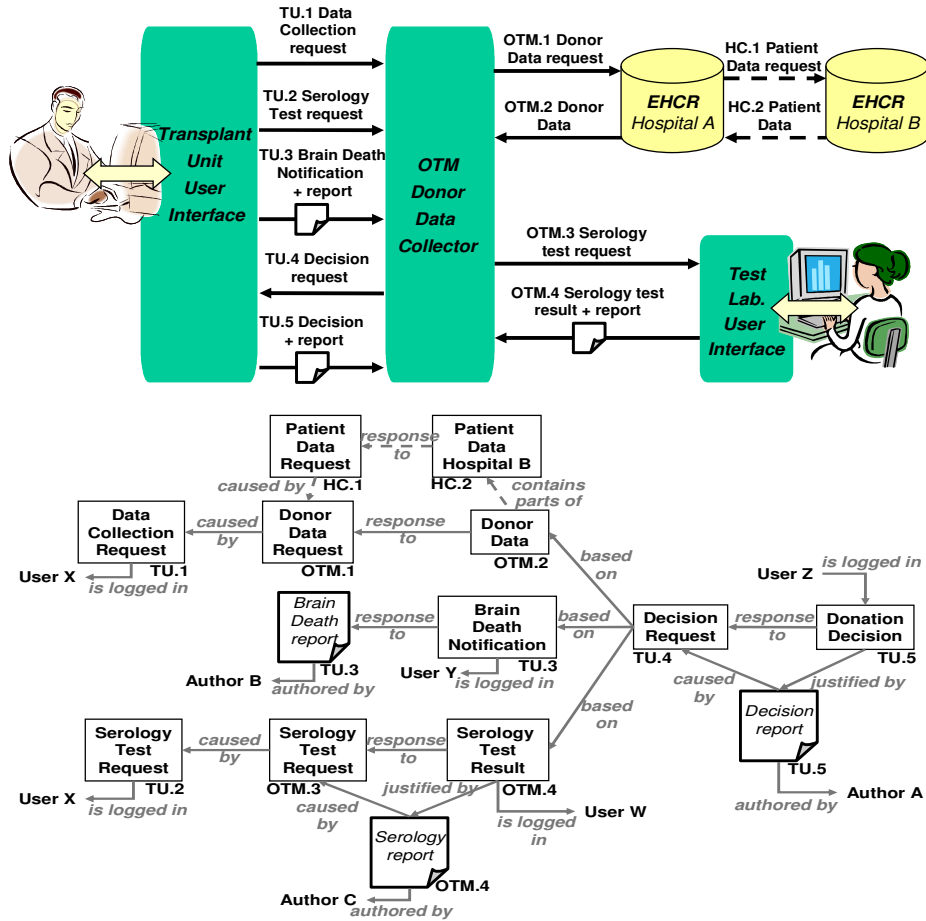 TU.1 Data
Collection
request
TU.2 Serology
Test request
TU.3 Brain Death
Notification
+ report
TU.4 Decision
request
TU.5 Decision
+ report
Transplant
Unit
User
Interface
OTM
Donor
Data
Collector
OTM.1 Donor
Data request
OTM.2 Donor
Data
EHCR
Hospital A
HC.1 Patient
Data request
HC.2 Patient
Data
EHCR
Hospital B
OTM.3 Serology
test request
OTM.4 Serology test
result + report
Test
Lab.
User
Interface
Patient
Data
Request
HC.1
response
to
Patient
Data
Hospital B
HC.2
caused by
contains
parts of
Data
Collection
Request
TU.1
caused
by
Donor
Data
Request
OTM.1
response
to
Donor
Data
OTM.2
User X
is logged in
based
on
User Z
is logged in
Brain
Death
report
TU.3
response
to
Brain
Death
Notification
TU.3
based
on
Decision
Request
TU.4
response
to
Donation
Decision
TU.5
Author B
authored by
User Y
is logged in
caused
by
justified by
based
on
Decision
report
TU.5
Author A
authored by
Serology
Test
Request
TU.2
caused
by
Serology
Test
Request
OTM.3
response
to
Serology
Test
Result
OTM.4
User X
is logged in
caused
by
justified by
User W
is logged
in
Serology
report
OTM.4
Author C
authored by